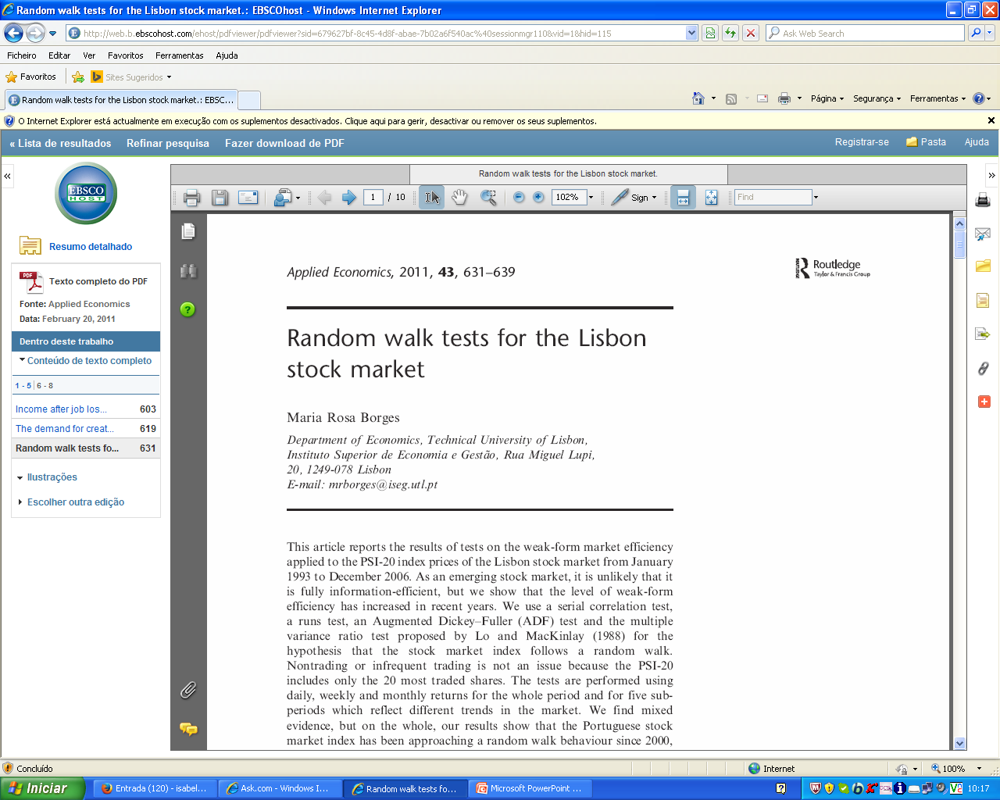 Random walk tests for the Lisbon stock market.: EBSCOhost - Windows Internet Explorer
http://web.b.ebscohost.com/ehost/pdfviewer/pdfviewer?sid=679627bf-8c45-4d8f-abae-7b02a6f540ac%40sessionmgr110&vid=1&hid=115
Ask Web Search
Ficheiro Editar Ver Favoritos Ferramentas Ajuda
Favoritos Sites Sugeridos
Random walk tests for the Lisbon stock market.: EBSC...
Página Segurança Ferramentas
O Internet Explorer está actualmente em execução com os suplementos desactivados. Clique aqui para gerir, desactivar ou remover os seus suplementos.
« Lista de resultados Refinar pesquisa Fazer download de PDF
Registrar-se Pasta Ajuda
«
EBSCO
HOST
Resumo detalhado
PDF
Texto completo do PDF
Fonte: Applied Economics
Data: February 20, 2011
Dentro deste trabalho
Conteúdo de texto completo
1 - 5 | 6 - 8
Income after job los... 603
The demand for creat... 619
Random walk tests fo... 631
Ilustrações
Escolher outra edição
»
Random walk tests for the Lisbon stock market.
1 / 10 102% Sign Find
Applied Economics, 2011, 43, 631–639
ROUTLEDGE
Routledge
Taylor & Francis Group
Random walk tests for the Lisbon
stock market
Maria Rosa Borges
Department of Economics, Technical University of Lisbon,
Instituto Superior de Economia e Gestão, Rua Miguel Lupi,
20, 1249-078 Lisbon
E-mail: mrborges@iseg.utl.pt
This article reports the results of tests on the weak-form market efficiency
applied to the PSI-20 index prices of the Lisbon stock market from January
1993 to December 2006. As an emerging stock market, it is unlikely that it
is fully information-efficient, but we show that the level of weak-form
efficiency has increased in recent years. We use a serial correlation test,
a runs test, an Augmented Dickey–Fuller (ADF) test and the multiple
variance ratio test proposed by Lo and MacKinlay (1988) for the
hypothesis that the stock market index follows a random walk.
Nontrading or infrequent trading is not an issue because the PSI-20
includes only the 20 most traded shares. The tests are performed using
daily, weekly and monthly returns for the whole period and for five sub-
periods which reflect different trends in the market. We find mixed
evidence, but on the whole, our results show that the Portuguese stock
market index has been approaching a random walk behaviour since 2000,
Concluído
Internet
100%
Iniciar
Entrada (120) - isabel...
Ask.com - Windows I...
Random walk tests fo...
Microsoft PowerPoint ...
10:17